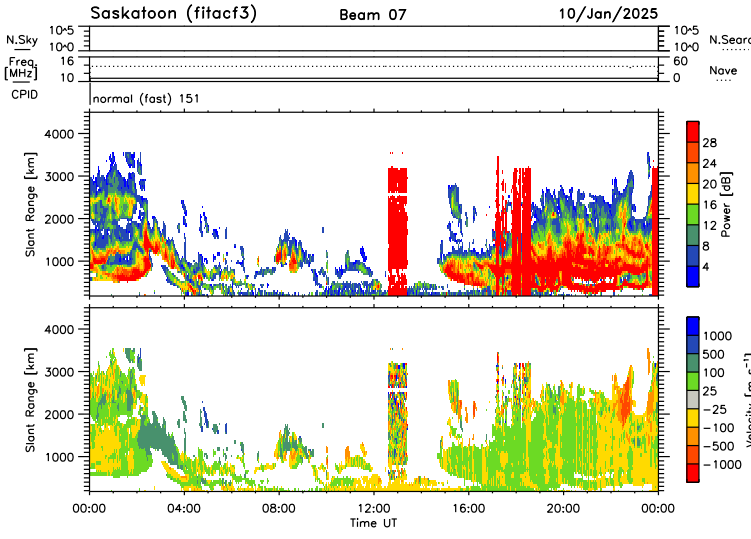 Saskatoon (fitacf3) Beam 07 10/Jan/2025
N.Sky 10^5 10^5 N.Sear
10^0 10^0
Freq. 16 60 Nave
[MHz] 10 0
CPID normal (fast) 151
Slant Range [km] 4000 3000 2000 1000
28 24 20 16 12 8 4 Power [dB]
Slant Range [km] 4000 3000 2000 1000
1000 500 100 25 -25 -100 -500 -1000 Velocity [m s^-1]
00:00 04:00 08:00 12:00 16:00 20:00 00:00
Time UT